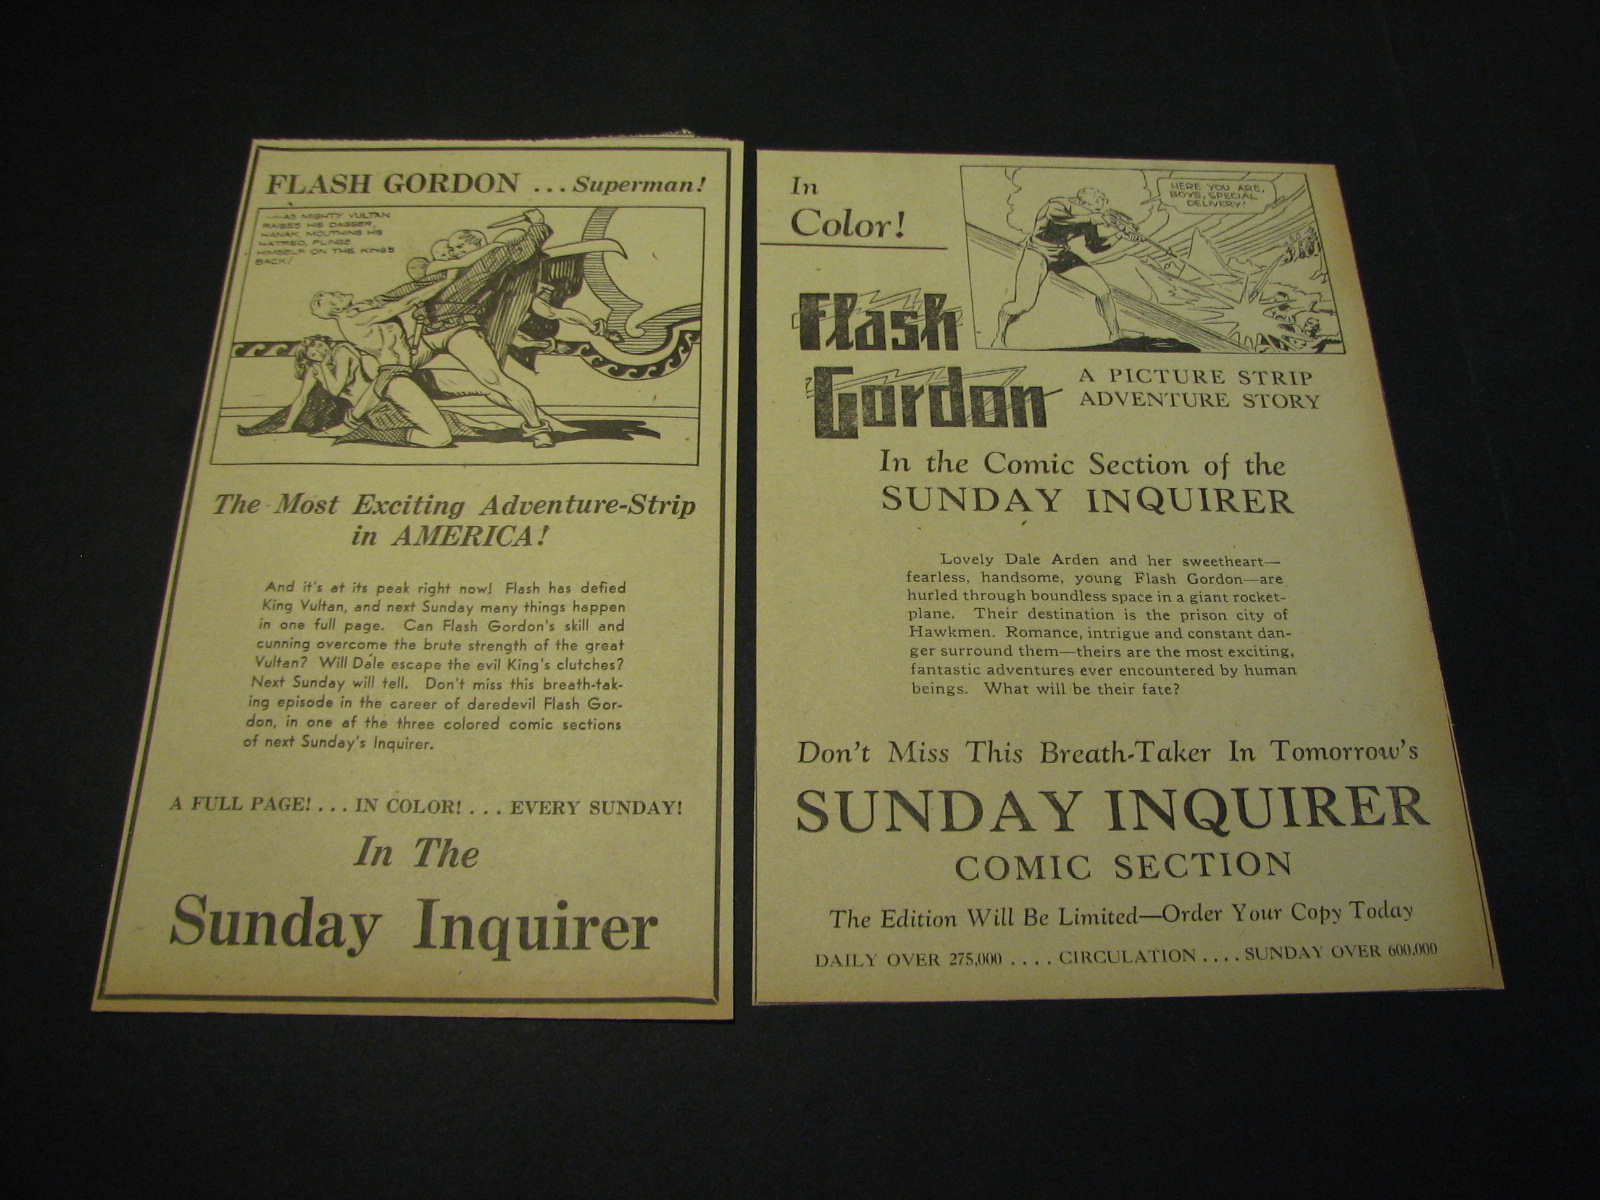 FLASH GORDON ... Superman!
—AS MIGHTY VULTAN
RAISES HIS DAGGER,
HANAK, MOUTHING HIS
HATRED, FLINGS
HIMSELF ON THE KING'S
BACK!
The Most Exciting Adventure-Strip
in AMERICA!
And it's at its peak right now! Flash has defied
King Vultan, and next Sunday many things happen
in one full page. Can Flash Gordon's skill and
cunning overcome the brute strength of the great
Vultan? Will Dale escape the evil King's clutches?
Next Sunday will tell. Don't miss this breath-tak-
ing episode in the career of daredevil Flash Gor-
don, in one of the three colored comic sections
of next Sunday's Inquirer.
A FULL PAGE! ... IN COLOR! ... EVERY SUNDAY!
In The
Sunday Inquirer
In
Color!
HERE YOU ARE,
BOYS, SPECIAL
DELIVERY!
Flash
Gordon
A PICTURE STRIP
ADVENTURE STORY
In the Comic Section of the
SUNDAY INQUIRER
Lovely Dale Arden and her sweetheart—
fearless, handsome, young Flash Gordon—are
hurled through boundless space in a giant rocket-
plane. Their destination is the prison city of
Hawkmen. Romance, intrigue and constant dan-
ger surround them—theirs are the most exciting,
fantastic adventures ever encountered by human
beings. What will be their fate?
Don't Miss This Breath-Taker In Tomorrow's
SUNDAY INQUIRER
COMIC SECTION
The Edition Will Be Limited—Order Your Copy Today
DAILY OVER 275,000 .... CIRCULATION .... SUNDAY OVER 600,000